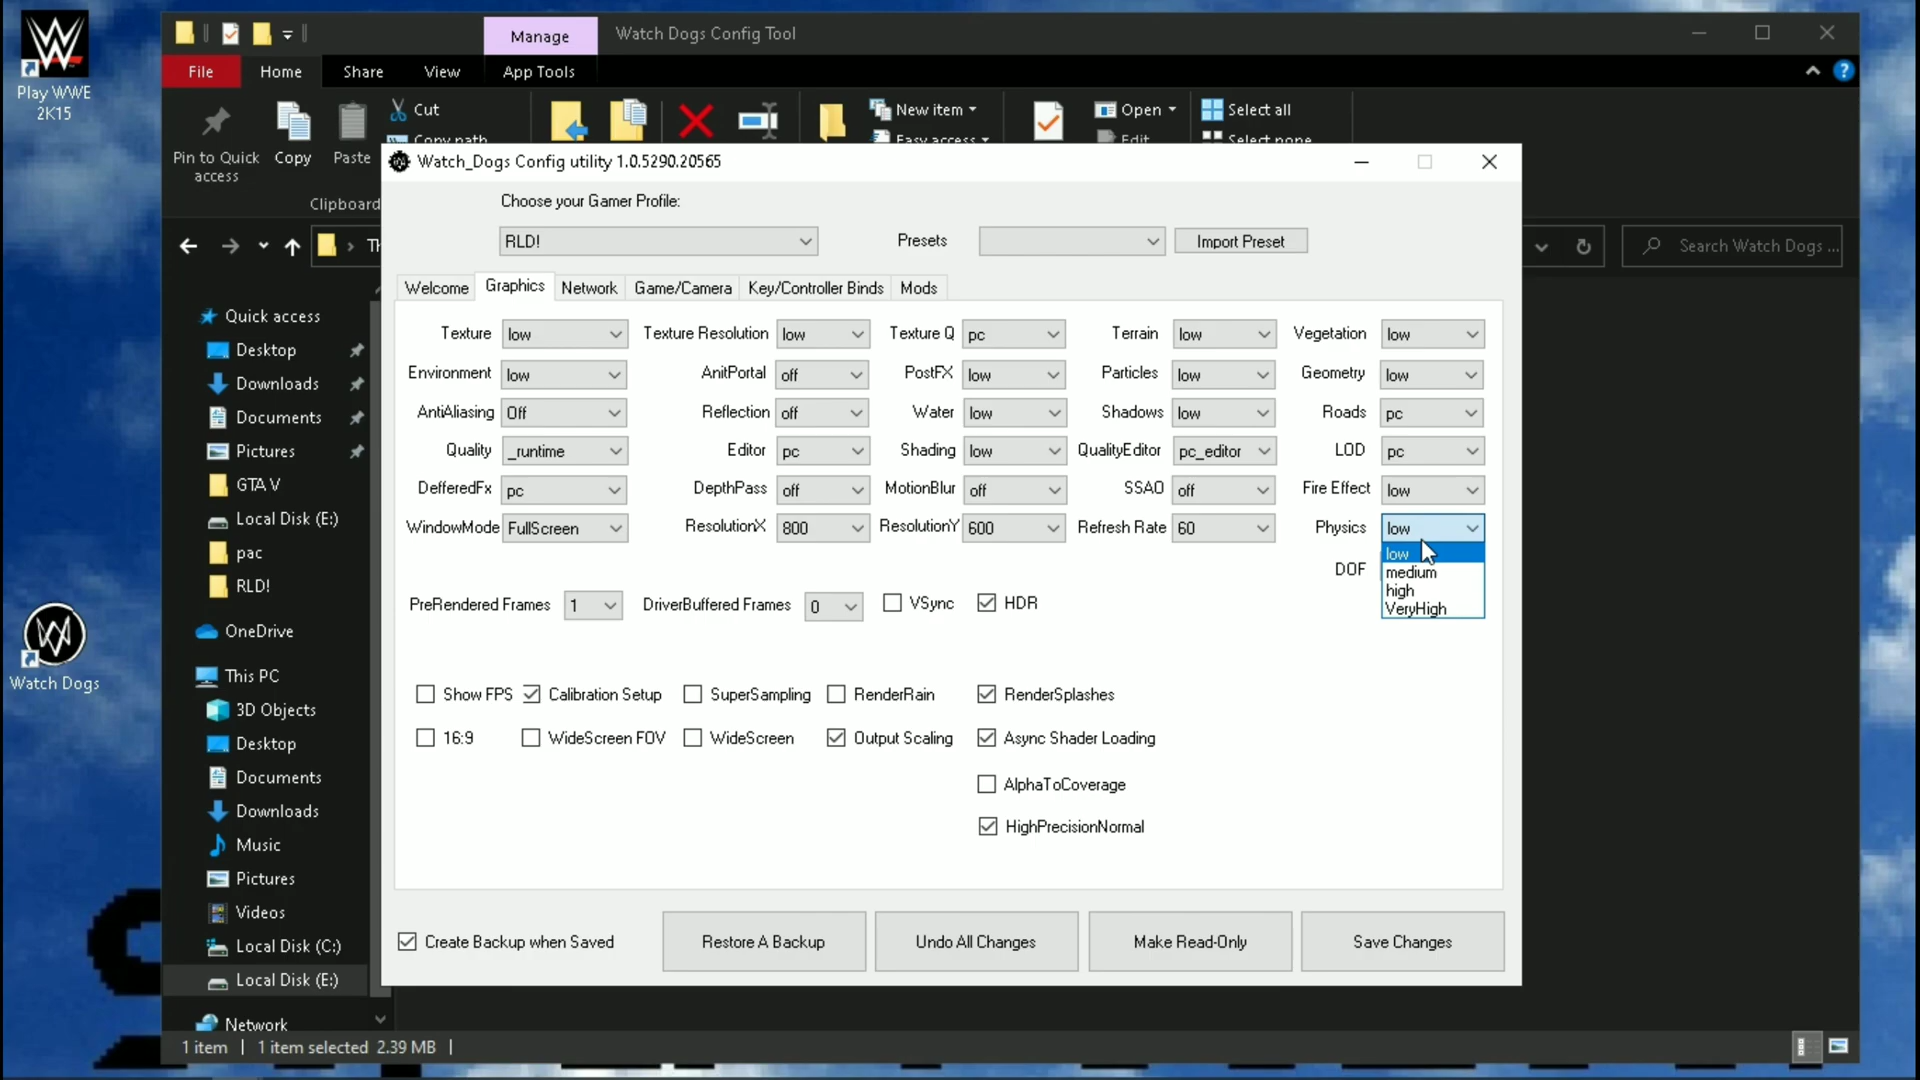 Play WWE
2K15
Watch Dogs
Manage
Watch Dogs Config Tool
File
Home
Share
View
App Tools
Pin to Quick
access
Copy
Paste
Cut
Copy path
Clipboard
New item
Easy access
Open
Edit
Select all
Select none
Search Watch Dogs ...
Quick access
Desktop
Downloads
Documents
Pictures
GTA V
Local Disk (E:)
pac
RLD!
OneDrive
This PC
3D Objects
Desktop
Documents
Downloads
Music
Pictures
Videos
Local Disk (C:)
Local Disk (E:)
Network
1 item | 1 item selected 2.39 MB |
Watch_Dogs Config utility 1.0.5290.20565
Choose your Gamer Profile:
RLD! Presets Import Preset
Welcome Graphics Network Game/Camera Key/Controller Binds Mods
Texture low Texture Resolution low Texture Q pc Terrain low Vegetation low
Environment low AnitPortal off PostFX low Particles low Geometry low
AntiAliasing Off Reflection off Water low Shadows low Roads pc
Quality _runtime Editor pc Shading low QualityEditor pc_editor LOD pc
DefferedFx pc DepthPass off MotionBlur off SSAO off Fire Effect low
WindowMode FullScreen ResolutionX 800 ResolutionY 600 Refresh Rate 60 Physics low
low
DOF
medium
high
VeryHigh
PreRendered Frames 1 DriverBuffered Frames 0 VSync HDR
Show FPS Calibration Setup SuperSampling RenderRain RenderSplashes
16:9 WideScreen FOV WideScreen Output Scaling Async Shader Loading
AlphaToCoverage
HighPrecisionNormal
Create Backup when Saved Restore A Backup Undo All Changes Make Read-Only Save Changes